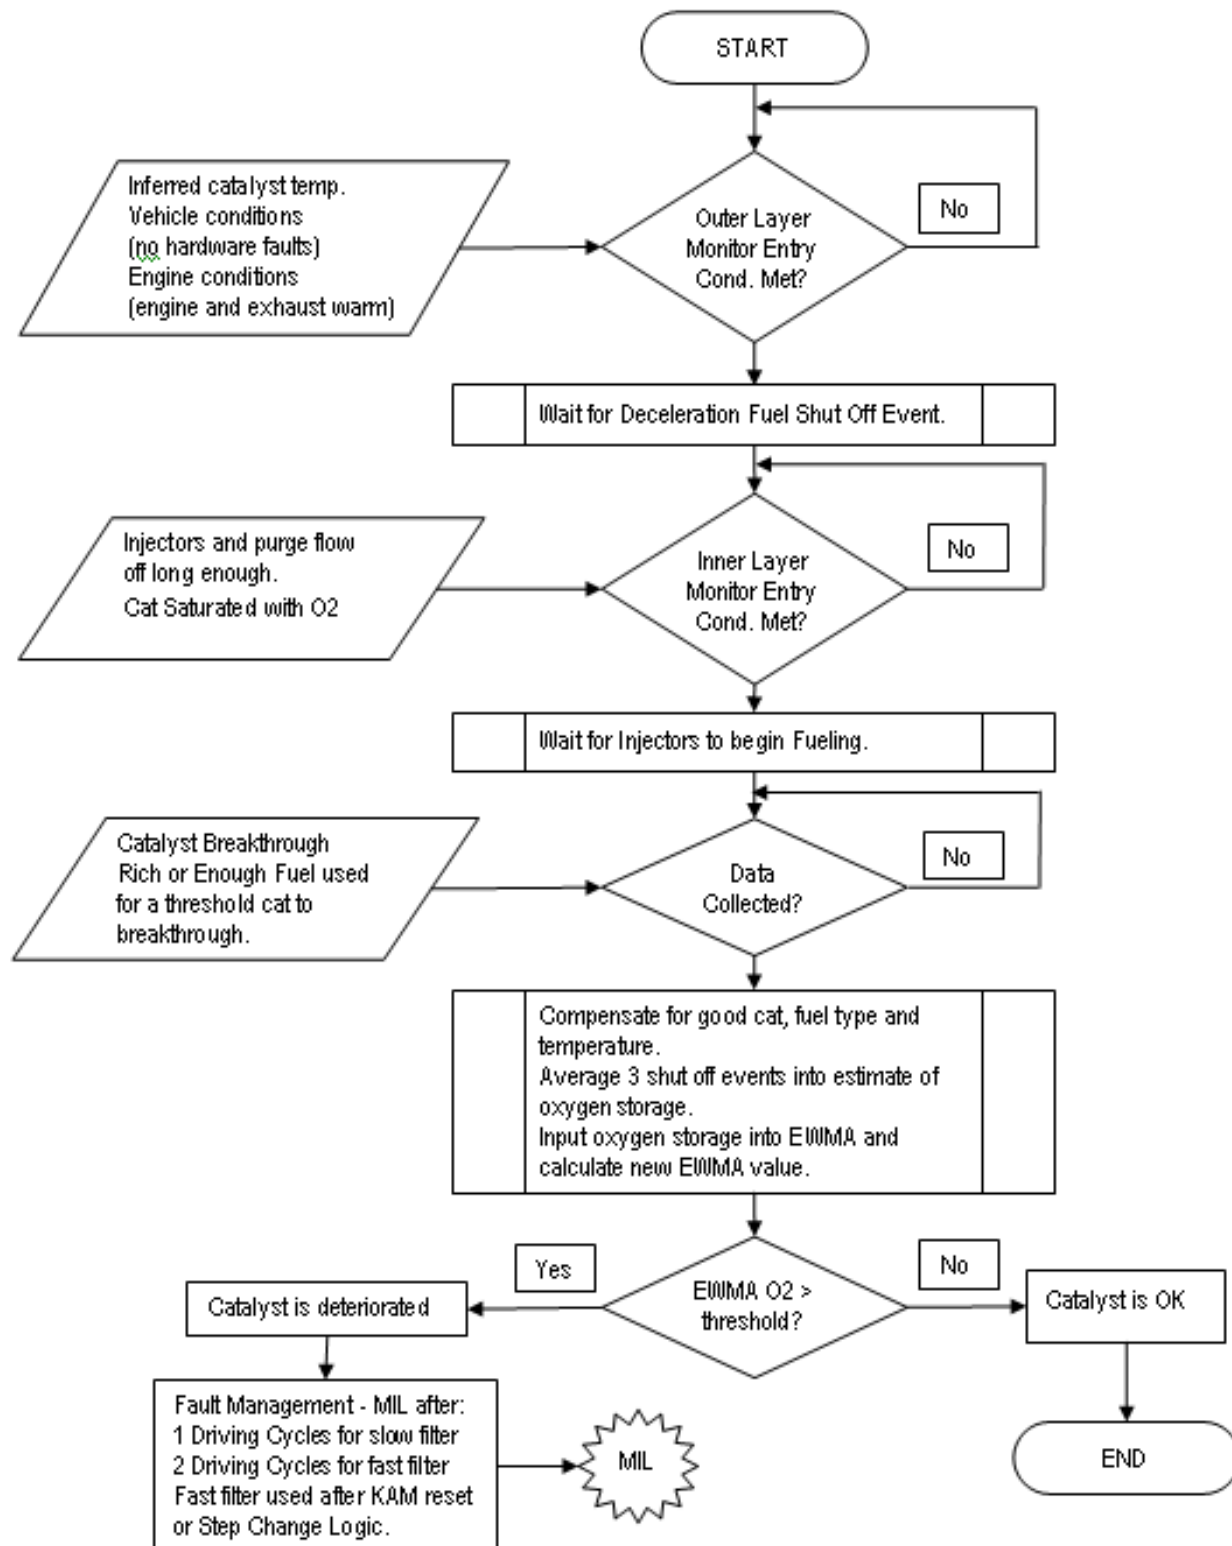 START
Inferred catalyst temp.
Vehicle conditions
(no hardware faults)
Engine conditions
(engine and exhaust warm)
Outer Layer
Monitor Entry
Cond. Met?
No
Wait for Deceleration Fuel Shut Off Event.
Injectors and purge flow
off long enough.
Cat Saturated with O2
Inner Layer
Monitor Entry
Cond. Met?
No
Wait for Injectors to begin Fueling.
Catalyst Breakthrough
Rich or Enough Fuel used
for a threshold cat to
breakthrough.
Data
Collected?
No
Compensate for good cat, fuel type and
temperature.
Average 3 shut off events into estimate of
oxygen storage.
Input oxygen storage into EWMA and
calculate new EWMA value.
Yes
EWMA O2 >
threshold?
No
Catalyst is deteriorated
Catalyst is OK
Fault Management - MIL after:
1 Driving Cycles for slow filter
2 Driving Cycles for fast filter
Fast filter used after KAM reset
or Step Change Logic.
MIL
END